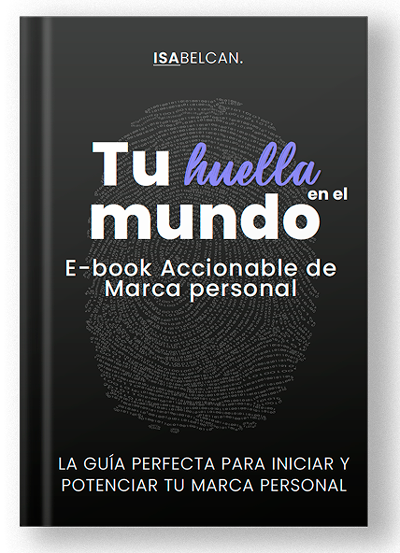 ISABELCAN.
Tu huella
en el
mundo
E-book Accionable de
Marca personal
LA GUÍA PERFECTA PARA INICIAR Y
POTENCIAR TU MARCA PERSONAL